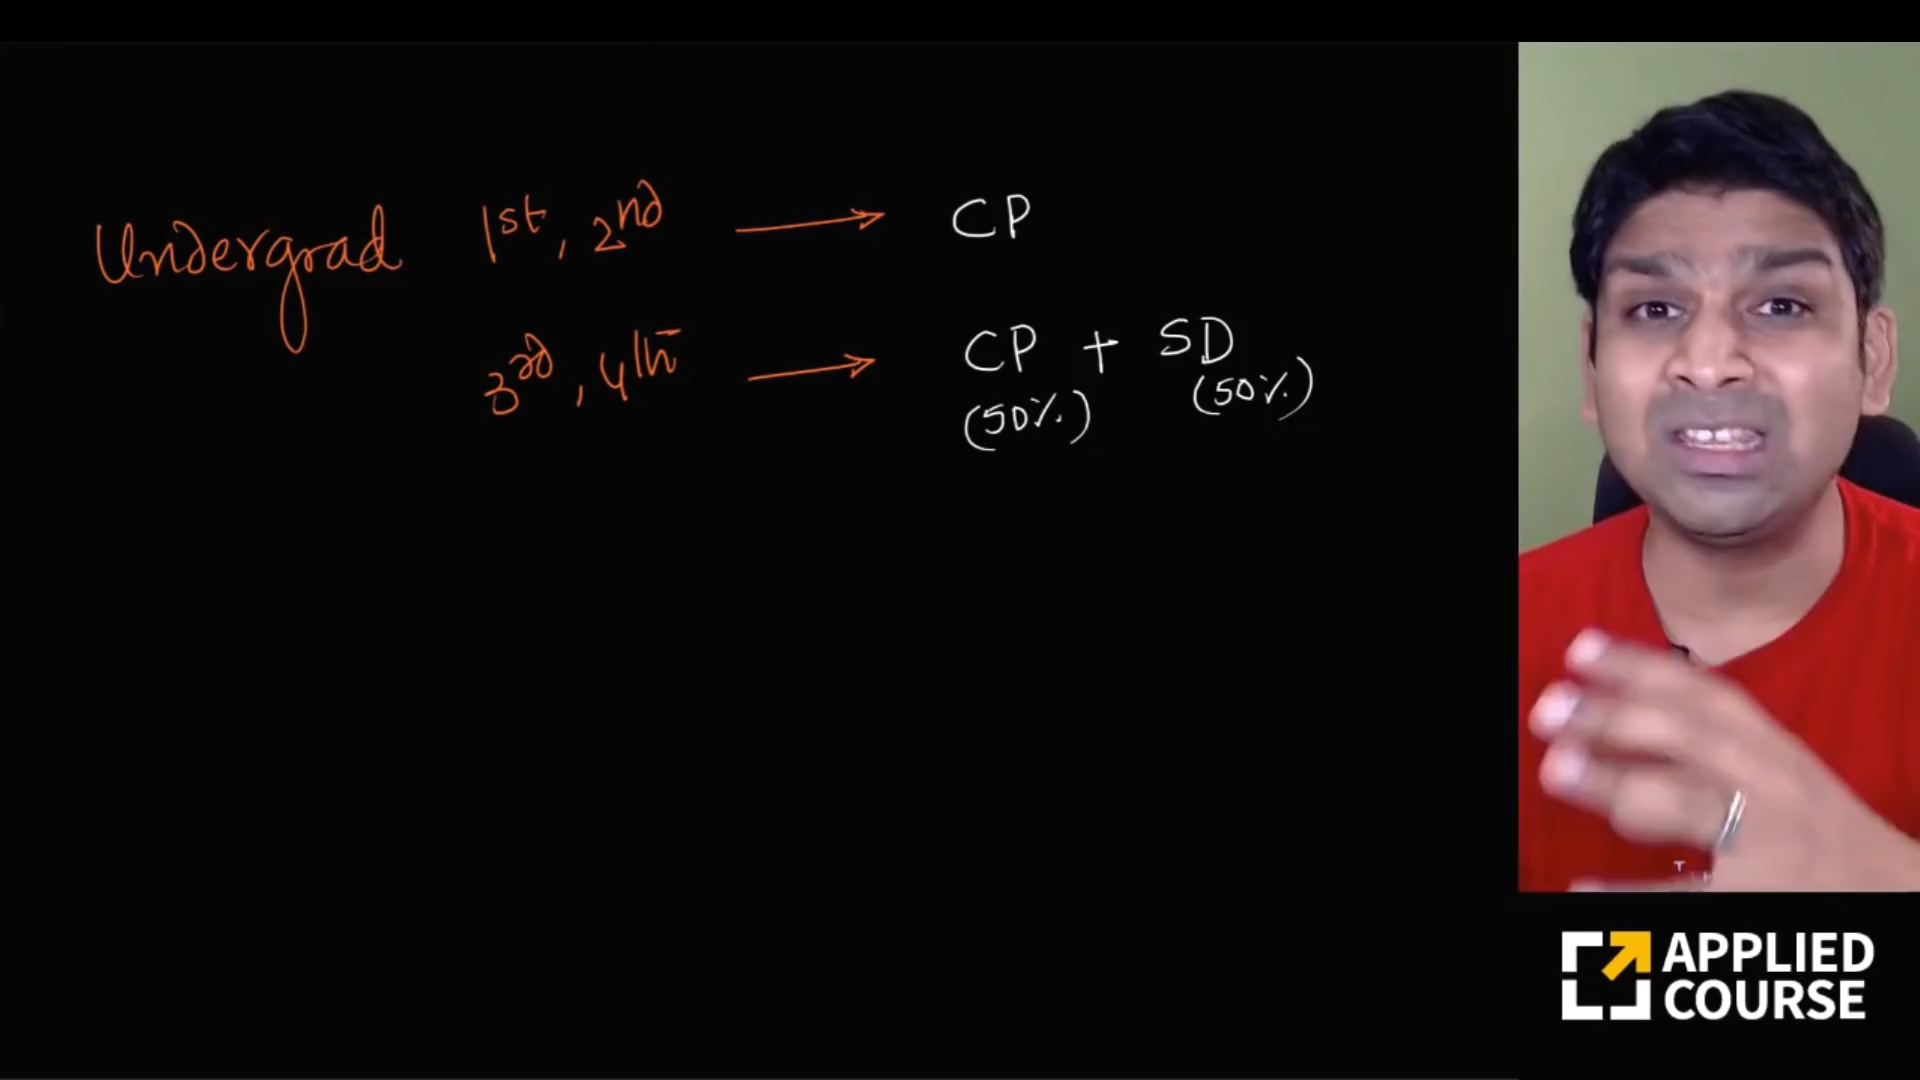 Undergrad 1st, 2nd → CP
3rd, 4th → CP + SD
(50%) (50%)
T
APPLIED
COURSE